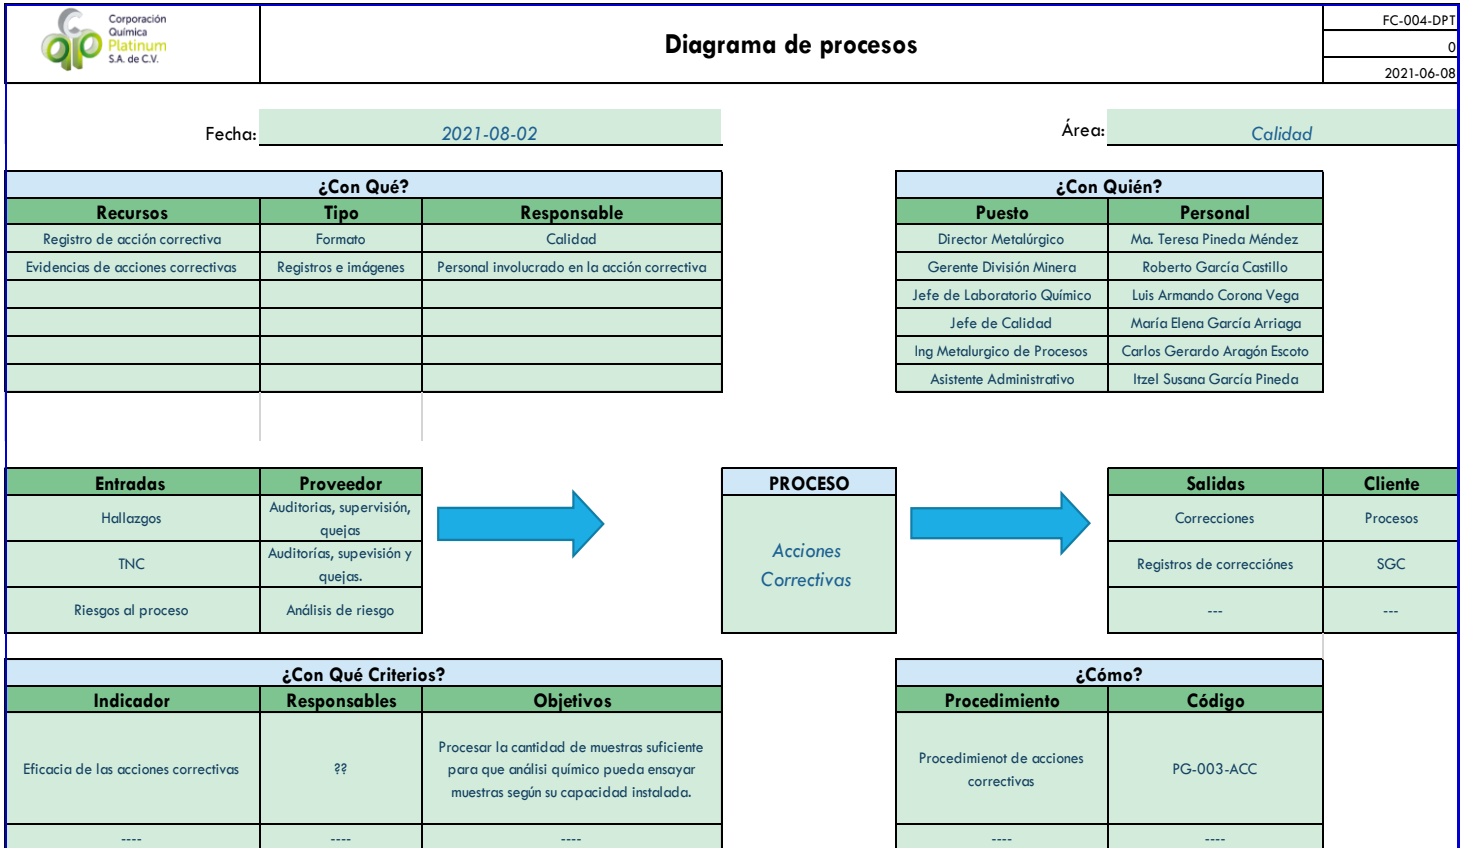 Corporación
Química
Platinum
S.A. de C.V.
Diagrama de procesos
FC-004-DPT
0
2021-06-08
Fecha: 2021-08-02
Área: Calidad
¿Con Qué?
Recursos Tipo Responsable
Registro de acción correctiva Formato Calidad
Evidencias de acciones correctivas Registros e imágenes Personal involucrado en la acción correctiva
¿Con Quién?
Puesto Personal
Director Metalúrgico Ma. Teresa Pineda Méndez
Gerente División Minera Roberto García Castillo
Jefe de Laboratorio Químico Luis Armando Corona Vega
Jefe de Calidad María Elena García Arriaga
Ing Metalurgico de Procesos Carlos Gerardo Aragón Escoto
Asistente Administrativo Itzel Susana García Pineda
Entradas Proveedor
Hallazgos Auditorias, supervisión,
quejas
TNC Auditorías, supevisión y
quejas.
Riesgos al proceso Análisis de riesgo
PROCESO
Acciones
Correctivas
Salidas Cliente
Correcciones Procesos
Registros de correcciónes SGC
--- ---
¿Con Qué Criterios?
Indicador Responsables Objetivos
Eficacia de las acciones correctivas ?? Procesar la cantidad de muestras suficiente
para que análisi químico pueda ensayar
muestras según su capacidad instalada.
---- ---- ----
¿Cómo?
Procedimiento Código
Procedimienot de acciones
correctivas PG-003-ACC
---- ----